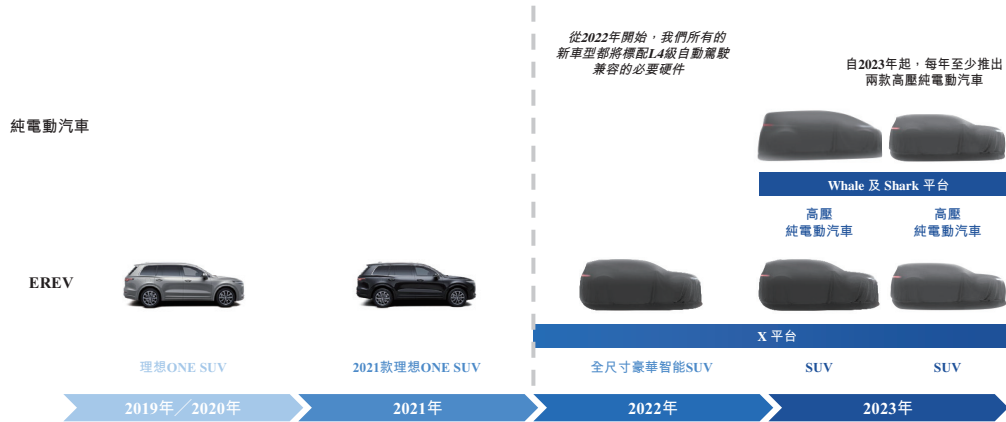 從2022年開始，我們所有的
新車型都將標配L4級自動駕駛
兼容的必要硬件
自2023年起，每年至少推出
兩款高壓純電動汽車
純電動汽車
Whale 及 Shark 平台
高壓
純電動汽車
高壓
純電動汽車
EREV
X 平台
理想ONE SUV
2021款理想ONE SUV
全尺寸豪華智能SUV
SUV
SUV
2019年／2020年
2021年
2022年
2023年